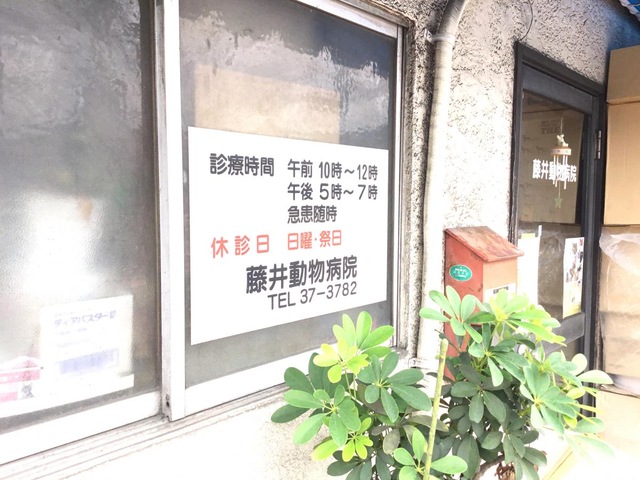 診療時間 午前 10時～12時
午後 5時～7時
急患随時
休診日 日曜・祭日
藤井動物病院
TEL 37-3782
藤井動物病院